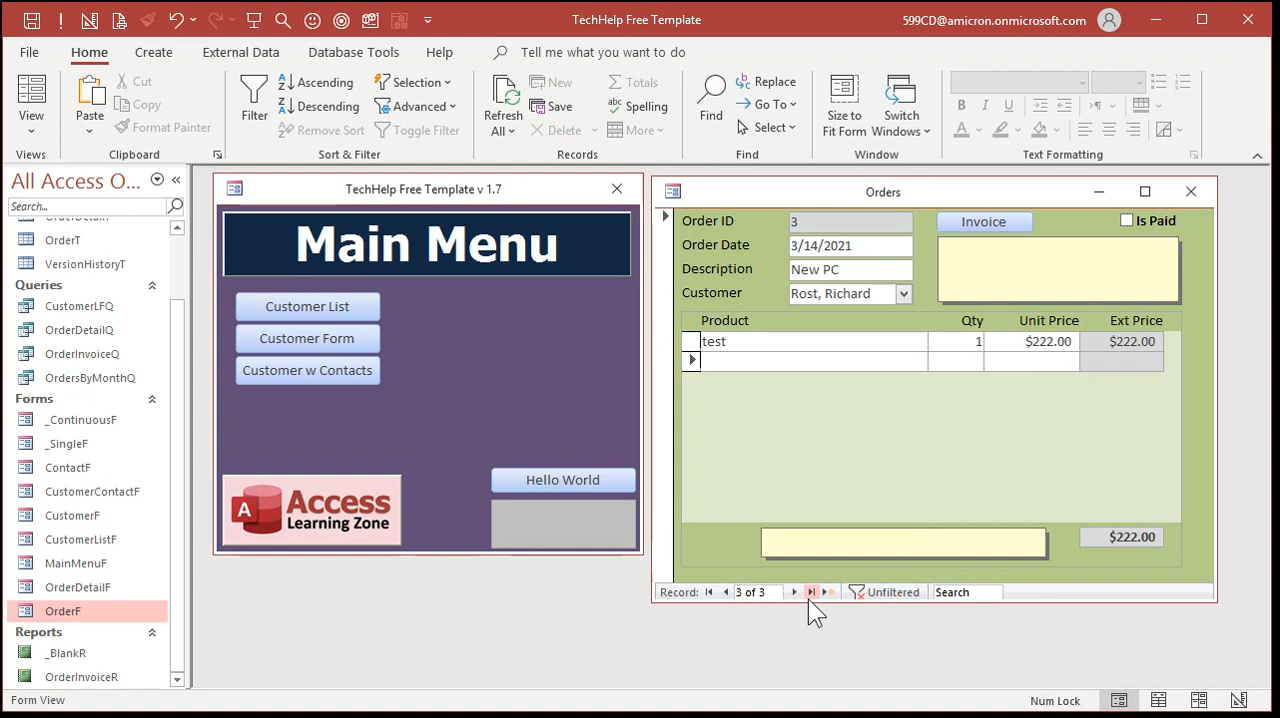 TechHelp Free Template
599CD@amicron.onmicrosoft.com
File Home Create External Data Database Tools Help Tell me what you want to do
View
Views
Paste
Cut
Copy
Format Painter
Clipboard
Filter
Ascending
Descending
Remove Sort
Selection
Advanced
Toggle Filter
Sort & Filter
Refresh
All
New
Save
Delete
Totals
Spelling
More
Records
Find
Replace
Go To
Select
Find
Size to
Fit Form
Switch
Windows
Window
B I U
A
Text Formatting
All Access O...
Search...
OrderDetailT
OrderT
VersionHistoryT
Queries
CustomerLFQ
OrderDetailQ
OrderInvoiceQ
OrdersByMonthQ
Forms
_ContinuousF
_SingleF
ContactF
CustomerContactF
CustomerF
CustomerListF
MainMenuF
OrderDetailF
OrderF
Reports
_BlankR
OrderInvoiceR
TechHelp Free Template v 1.7
Main Menu
Customer List
Customer Form
Customer w Contacts
A Access
Learning Zone
Hello World
Orders
Order ID 3 Invoice Is Paid
Order Date 3/14/2021
Description New PC
Customer Rost, Richard
Product Qty Unit Price Ext Price
test 1 $222.00 $222.00
$222.00
Record: 3 of 3 Unfiltered Search
Form View
Num Lock